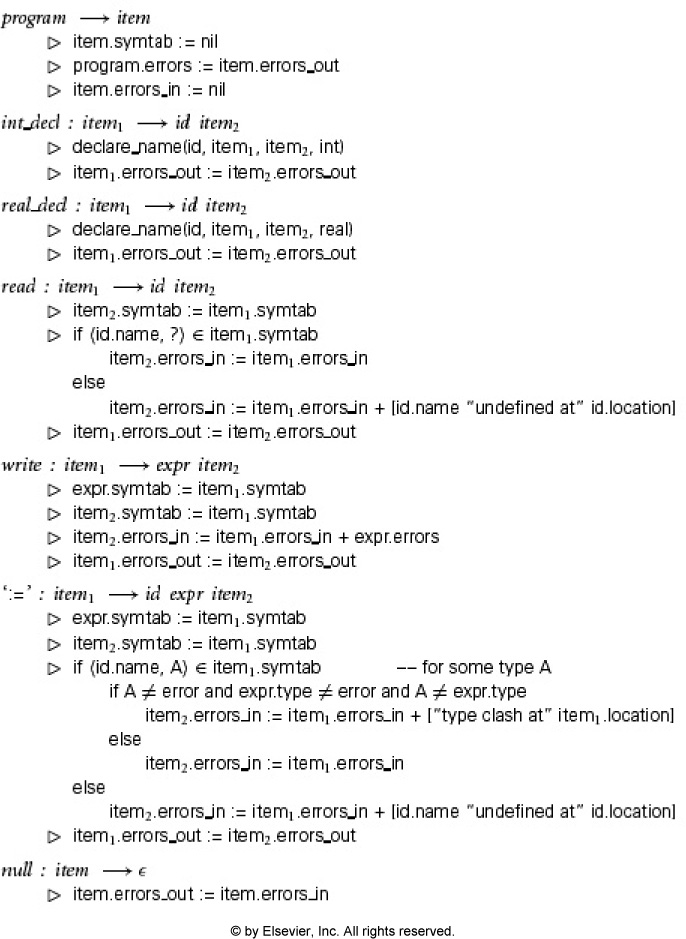 program ⟶ item
▷ item.symtab := nil
▷ program.errors := item.errors_out
▷ item.errors_in := nil
int_decl : item₁ ⟶ id item₂
▷ declare_name(id, item₁, item₂, int)
▷ item₁.errors_out := item₂.errors_out
real_decl : item₁ ⟶ id item₂
▷ declare_name(id, item₁, item₂, real)
▷ item₁.errors_out := item₂.errors_out
read : item₁ ⟶ id item₂
▷ item₂.symtab := item₁.symtab
▷ if ⟨id.name, ?⟩ ∈ item₁.symtab
item₂.errors_in := item₁.errors_in
else
item₂.errors_in := item₁.errors_in + [id.name "undefined at" id.location]
▷ item₁.errors_out := item₂.errors_out
write : item₁ ⟶ expr item₂
▷ expr.symtab := item₁.symtab
▷ item₂.symtab := item₁.symtab
▷ item₂.errors_in := item₁.errors_in + expr.errors
▷ item₁.errors_out := item₂.errors_out
‘:=’ : item₁ ⟶ id expr item₂
▷ expr.symtab := item₁.symtab
▷ item₂.symtab := item₁.symtab
▷ if ⟨id.name, A⟩ ∈ item₁.symtab −− for some type A
if A ≠ error and expr.type ≠ error and A ≠ expr.type
item₂.errors_in := item₁.errors_in + ["type clash at" item₁.location]
else
item₂.errors_in := item₁.errors_in
else
item₂.errors_in := item₁.errors_in + [id.name "undefined at" id.location]
▷ item₁.errors_out := item₂.errors_out
null : item ⟶ ϵ
▷ item.errors_out := item.errors_in
© by Elsevier, Inc. All rights reserved.